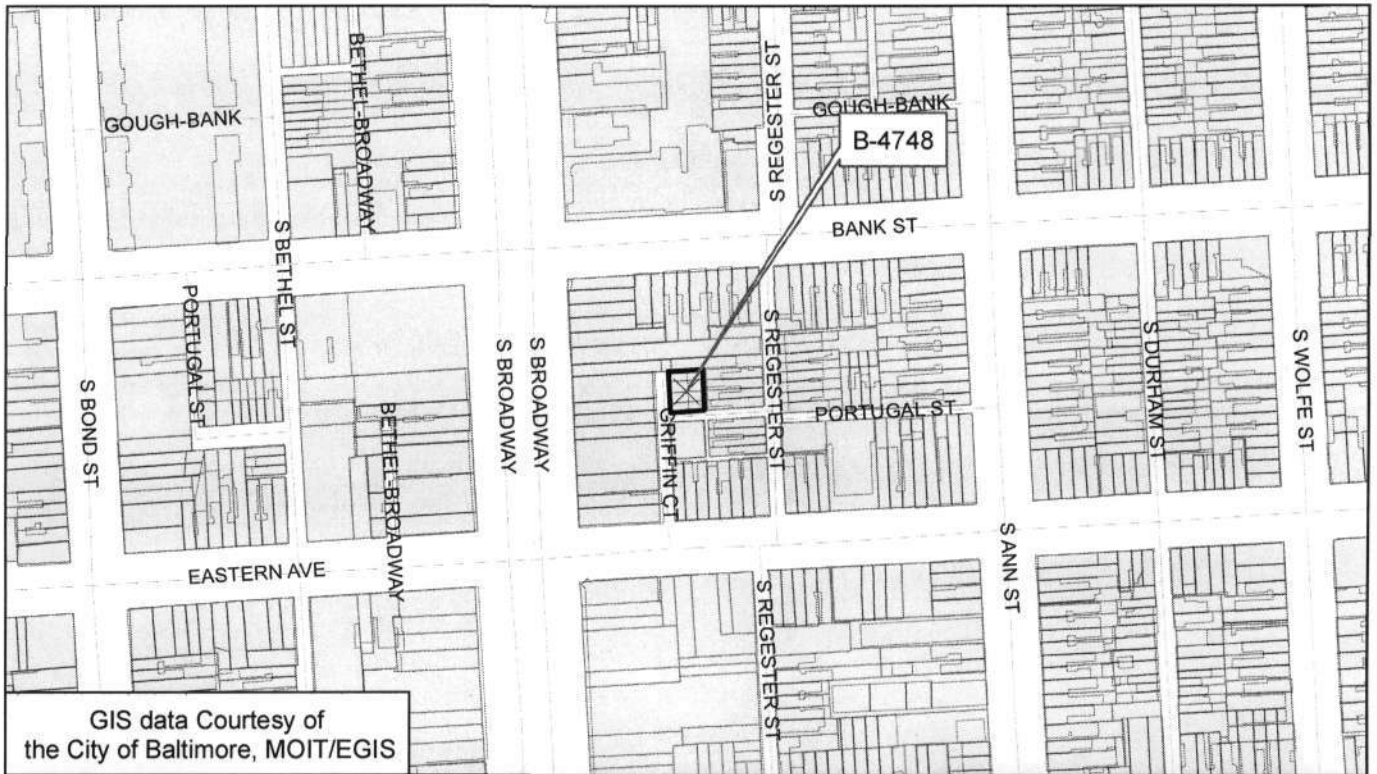 BETHEL-BROADWAY
S REGESTER ST
GOUGH-BANK
GOUGH-BANK
B-4748
BANK ST
S BETHEL ST
PORTUGAL ST
S BROADWAY
S BROADWAY
S REGESTER ST
S DURHAM ST
S WOLFE ST
S BOND ST
BETHEL-BROADWAY
GRIFFIN CT
PORTUGAL ST
EASTERN AVE
S ANN ST
S REGESTER ST
GIS data Courtesy of
the City of Baltimore, MOIT/EGIS